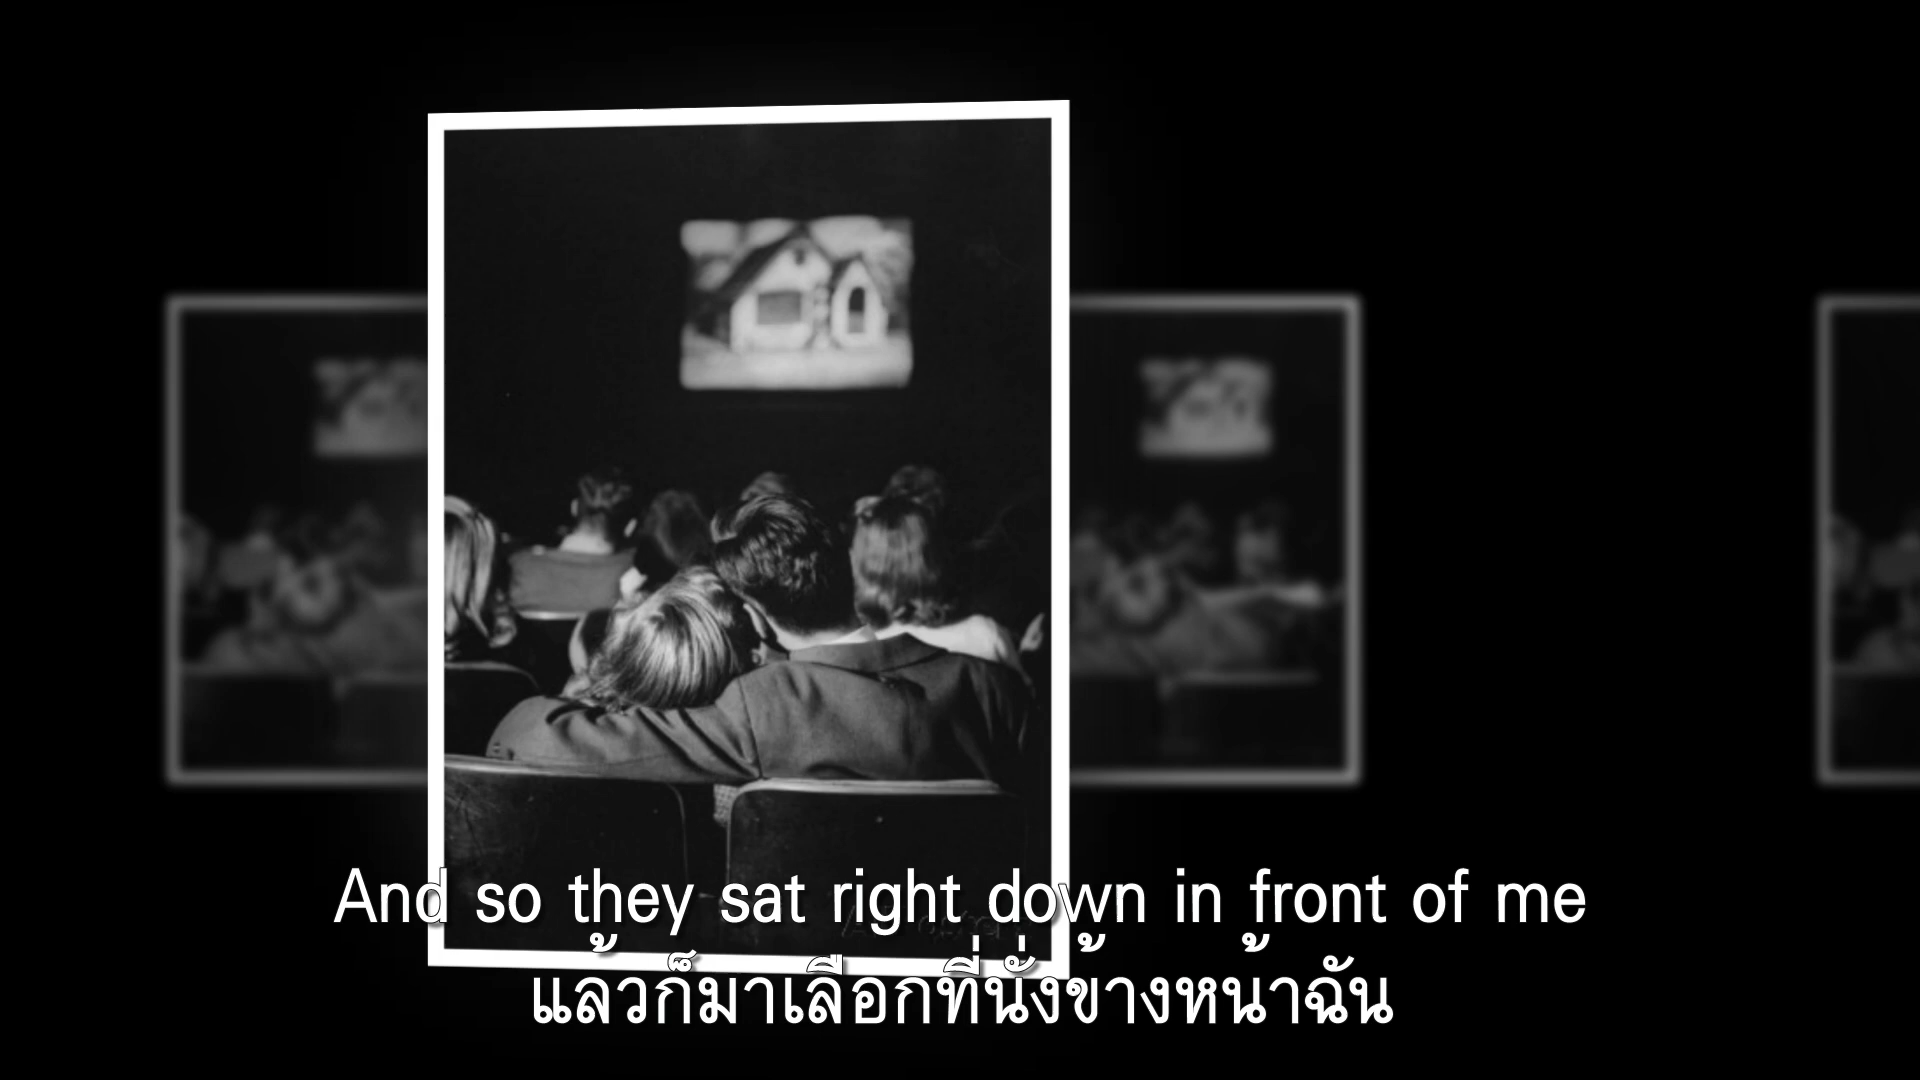 And so they sat right down in front of me
แล้วก็มาเลือกที่นั่งข้างหน้าฉัน